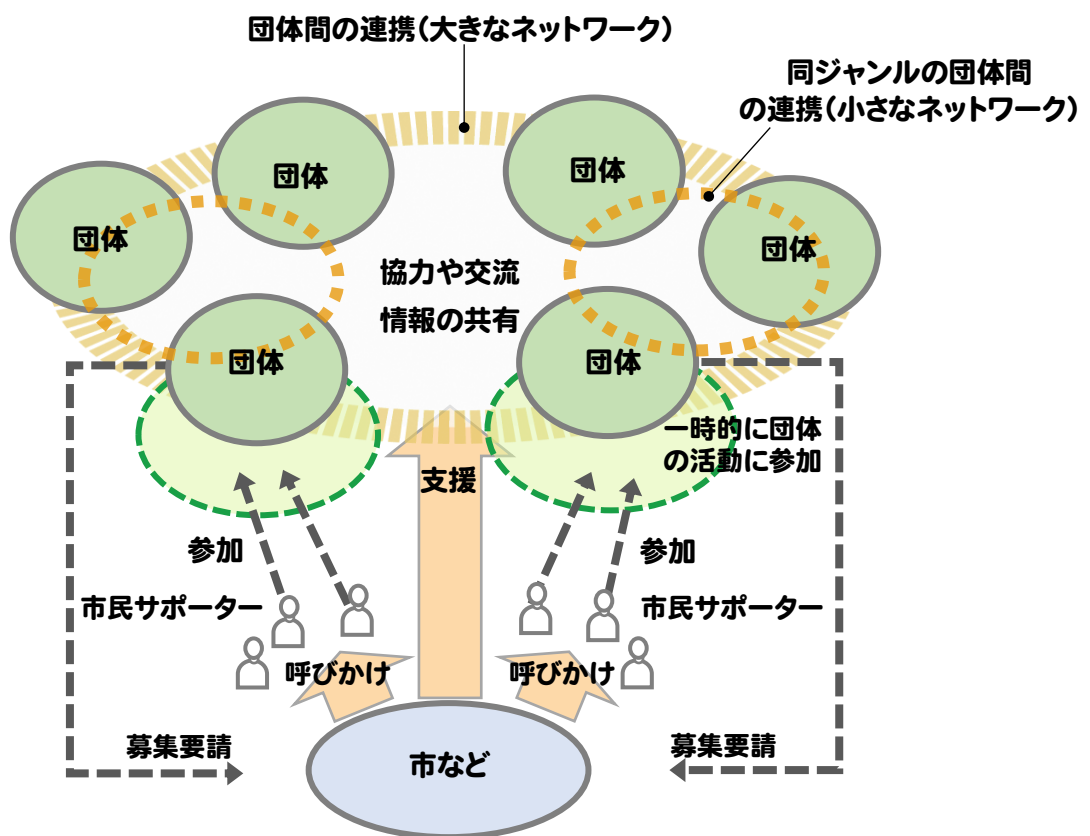 団体間の連携(大きなネットワーク)
同ジャンルの団体間
の連携(小さなネットワーク)
団体
団体
団体
団体
協力や交流
情報の共有
団体
団体
一時的に団体
の活動に参加
支援
参加
参加
市民サポーター
市民サポーター
呼びかけ
呼びかけ
募集要請
募集要請
市など